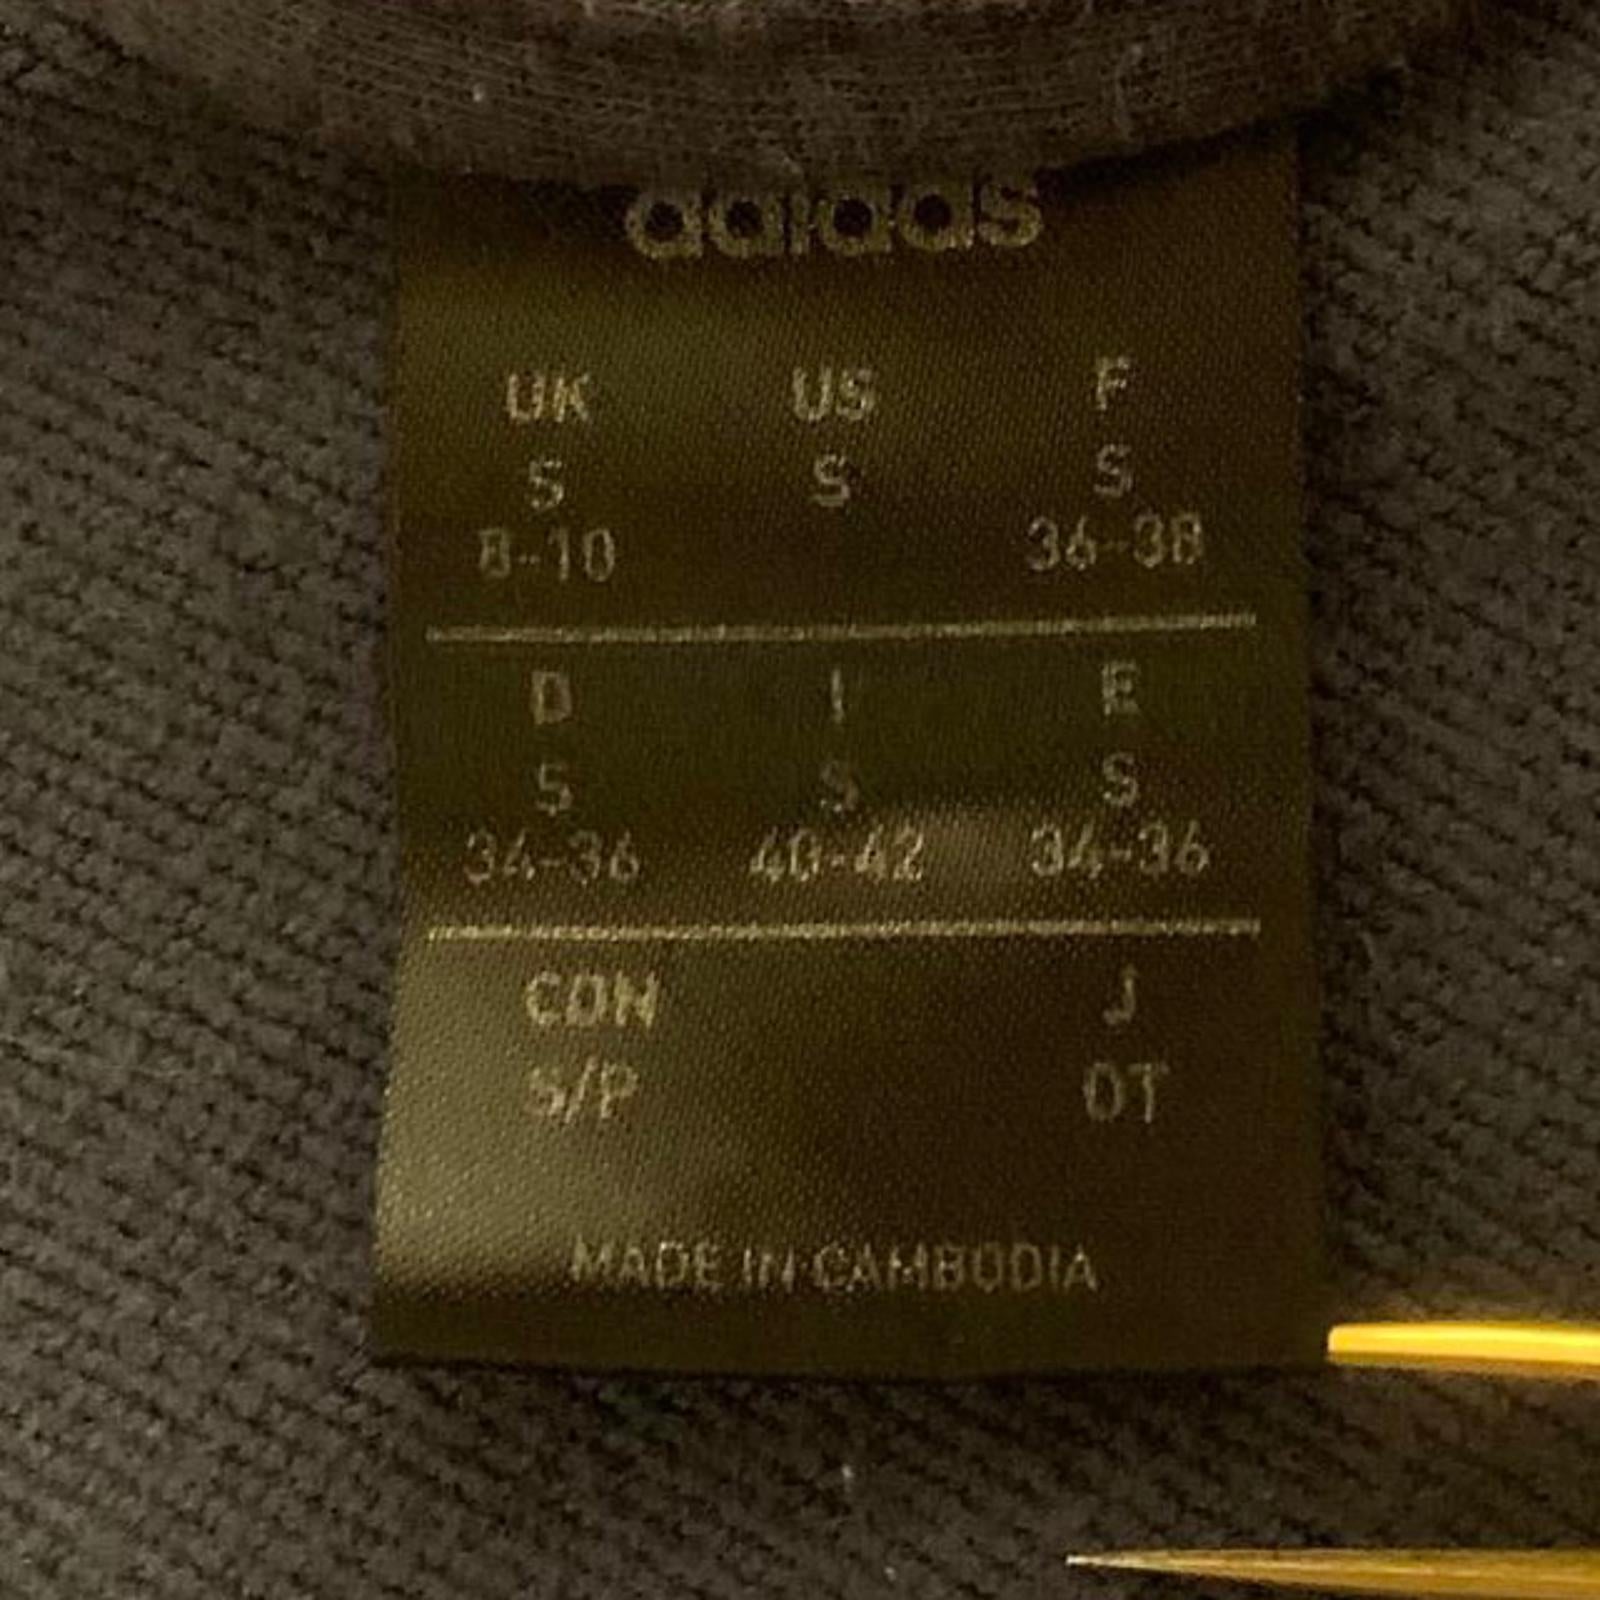 adidas
UK US F
S S S
8-10 36-38
D I E
S S S
34-36 40-42 34-36
CDN J
S/P OT
MADE IN CAMBODIA